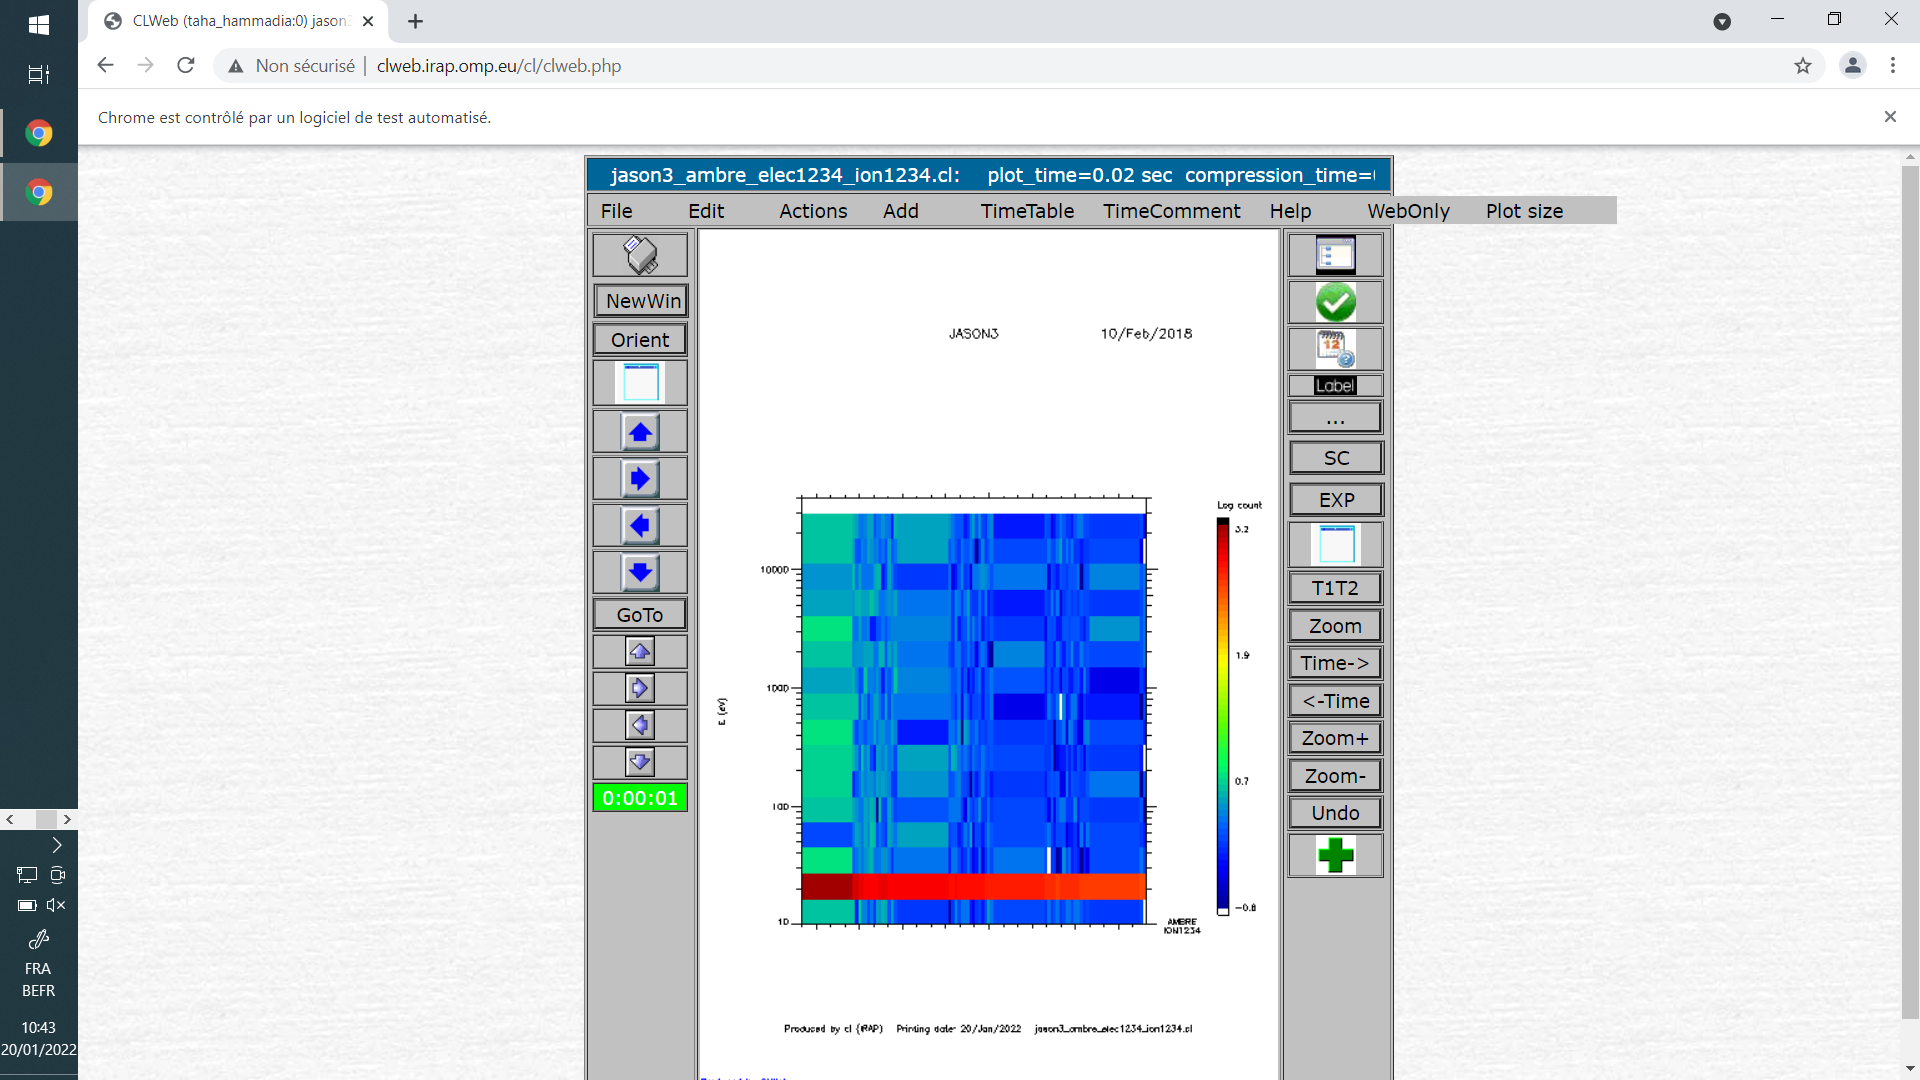 CLWeb (taha_hammadia:0) jason3
Non sécurisé | clweb.irap.omp.eu/cl/clweb.php
Chrome est contrôlé par un logiciel de test automatisé.
jason3_ambre_elec1234_ion1234.cl: plot_time=0.02 sec compression_time=
File Edit Actions Add TimeTable TimeComment Help WebOnly Plot size
NewWin
Orient
GoTo
0:00:01
JASON3 10/Feb/2018
Log count
3.2
1.9
0.7
-0.8
10000
1000
100
10
E (eV)
AMBRE
ION1234
Produced by cl (IRAP) Printing date: 20/Jan/2022 jason3_ambre_elec1234_ion1234.cl
12
Label
...
SC
EXP
T1T2
Zoom
Time->
<-Time
Zoom+
Zoom-
Undo
FRA
BEFR
10:43
20/01/2022